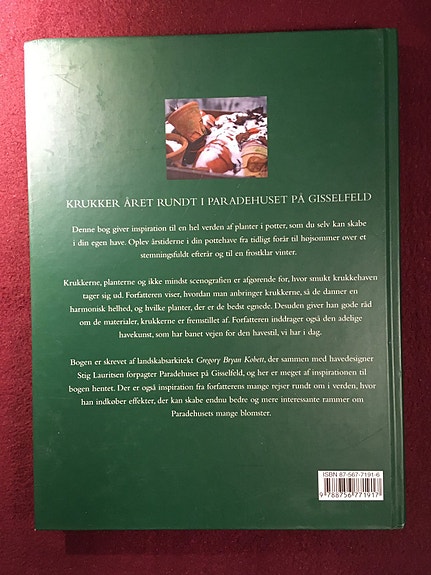 KRUKKER ÅRET RUNDT I PARADEHUSET PÅ GISSELFELD
Denne bog giver inspiration til en hel verden af planter i potter, som du selv kan skabe
i din egen have. Oplev årstiderne i din pottehave fra tidligt forår til højsommer over et
stemningsfuldt efterår og til en frostklar vinter.
Krukkerne, planterne og ikke mindst scenografien er afgørende for, hvor smukt krukkehaven
tager sig ud. Forfatteren viser, hvordan man anbringer krukkerne, så de danner en
harmonisk helhed, og hvilke planter, der er de bedst egnede. Desuden giver han gode råd
om de materialer, krukkerne er fremstillet af. Forfatteren inddrager også den adelige
havekunst, som har banet vejen for den havestil, vi har i dag.
Bogen er skrevet af landskabsarkitekt Gregory Bryan Kobett, der sammen med havedesigner
Stig Lauritsen forpagter Paradehuset på Gisselfeld, og her er meget af inspirationen til
bogen hentet. Der er også inspiration fra forfatterens mange rejser rundt om i verden, hvor
han indkøber effekter, der kan skabe endnu bedre og mere interessante rammer om
Paradehusets mange blomster.
ISBN 87-567-7191-6
9 788756 771917